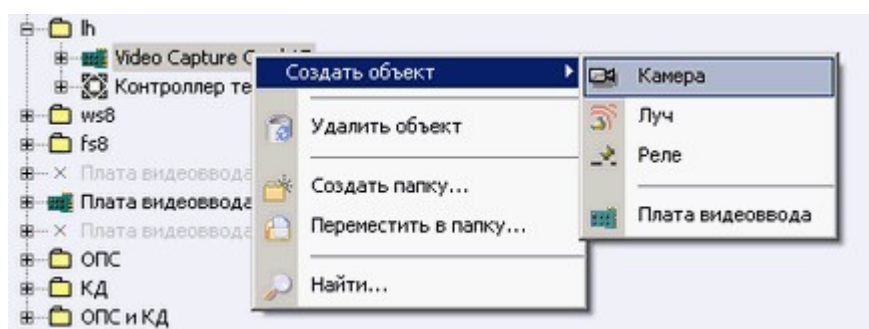 lh
Video Capture
Контроллер
ws8
fs8
Плата видеоввода
Плата видеоввода
Плата видеоввода
ОПС
КД
ОПС и КД
Создать объект
Удалить объект
Создать папку...
Переместить в папку...
Найти...
Камера
Луч
Реле
Плата видеоввода